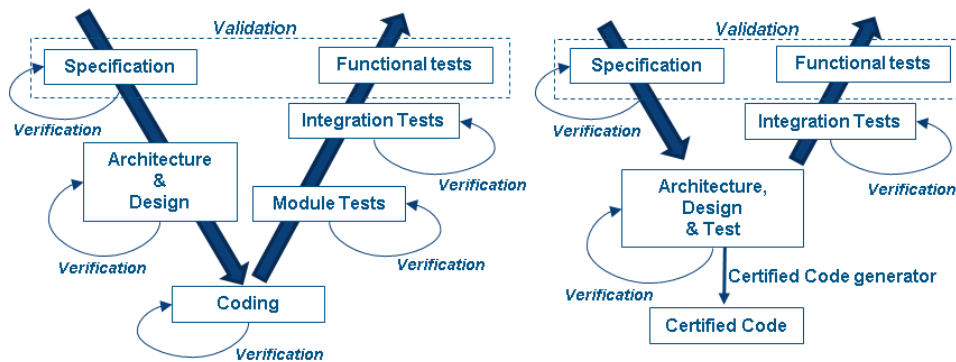 Validation
Specification
Functional tests
Verification
Integration Tests
Verification
Architecture
&
Design
Verification
Module Tests
Verification
Coding
Verification
Validation
Specification
Functional tests
Verification
Integration Tests
Verification
Architecture,
Design
& Test
Verification
Certified Code generator
Certified Code